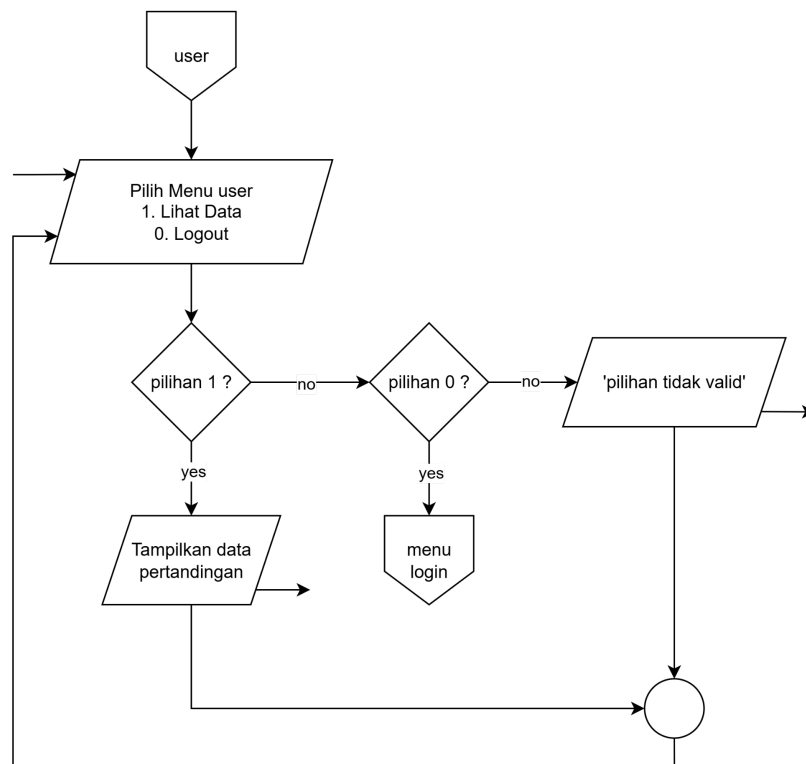 user
Pilih Menu user
1. Lihat Data
0. Logout
pilihan 1 ?
no
pilihan 0 ?
no
'pilihan tidak valid'
yes
yes
Tampilkan data
pertandingan
menu
login